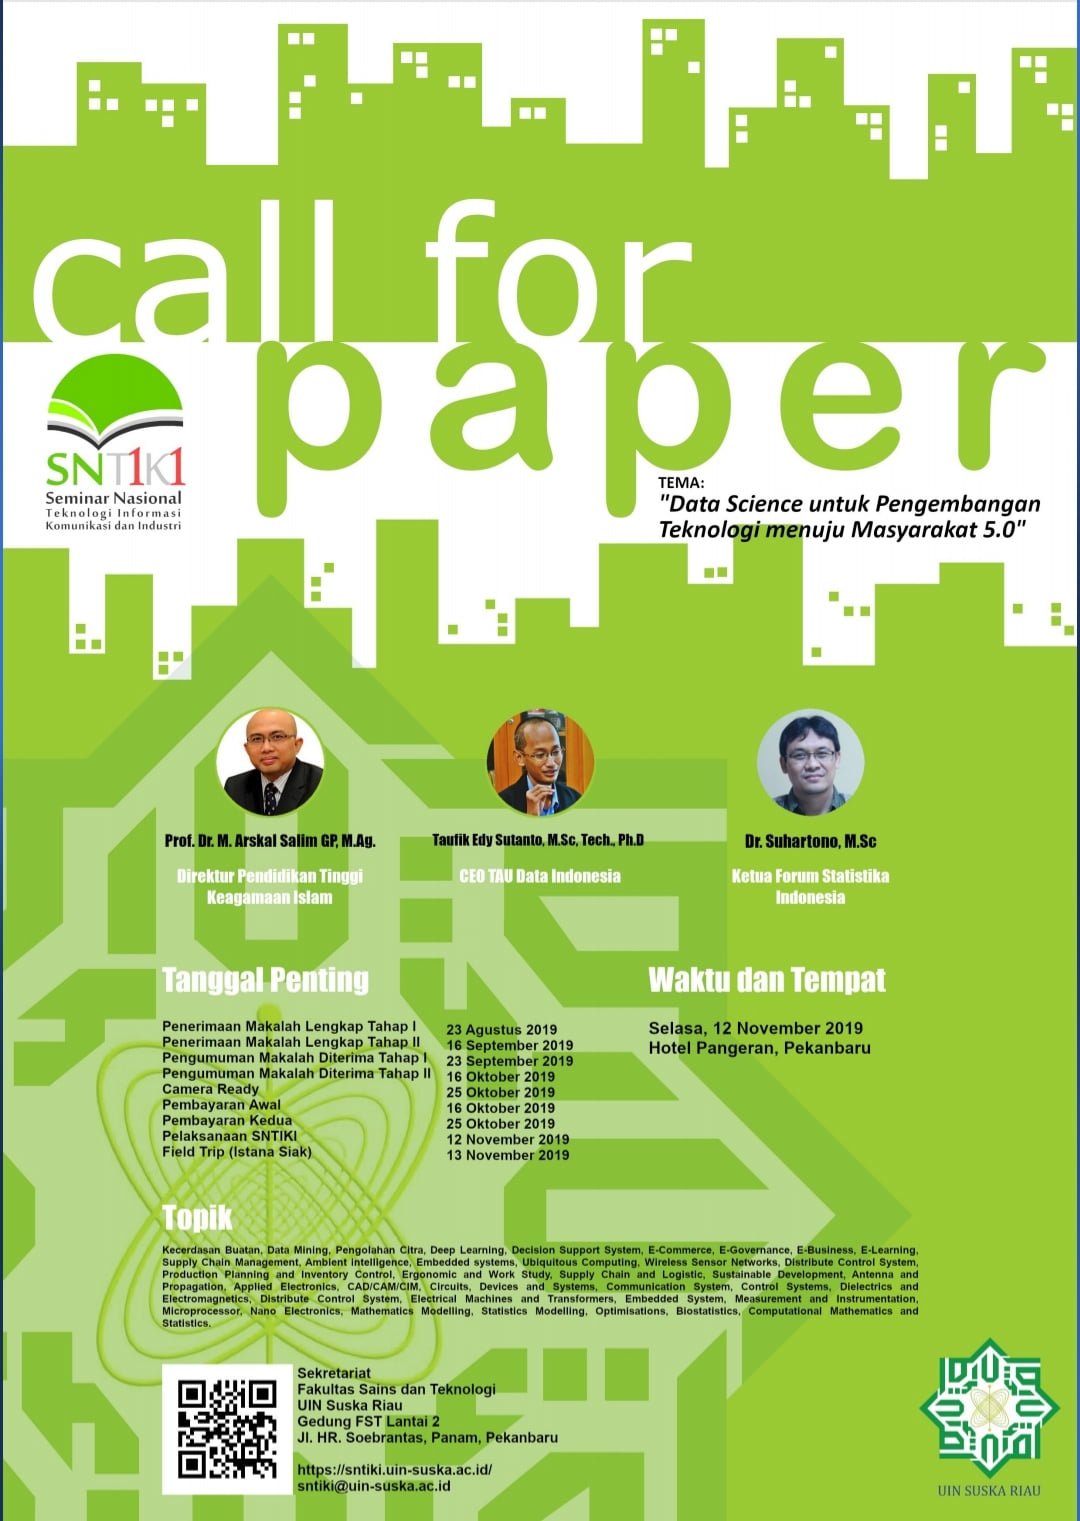 call for
paper
SNT1K1
Seminar Nasional
Teknologi Informasi
Komunikasi dan Industri
TEMA:
"Data Science untuk Pengembangan
Teknologi menuju Masyarakat 5.0"
Prof. Dr. M. Arskal Salim GP, M.Ag.
Direktur Pendidikan Tinggi
Keagamaan Islam
Taufik Edy Sutanto, M.Sc, Tech., Ph.D
CEO TAU Data Indonesia
Dr. Suhartono, M.Sc
Ketua Forum Statistika
Indonesia
Tanggal Penting
Penerimaan Makalah Lengkap Tahap I 23 Agustus 2019
Penerimaan Makalah Lengkap Tahap II 16 September 2019
Pengumuman Makalah Diterima Tahap I 23 September 2019
Pengumuman Makalah Diterima Tahap II 16 Oktober 2019
Camera Ready 25 Oktober 2019
Pembayaran Awal 16 Oktober 2019
Pembayaran Kedua 25 Oktober 2019
Pelaksanaan SNTIKI 12 November 2019
Field Trip (Istana Siak) 13 November 2019
Waktu dan Tempat
Selasa, 12 November 2019
Hotel Pangeran, Pekanbaru
Topik
Kecerdasan Buatan, Data Mining, Pengolahan Citra, Deep Learning, Decision Support System, E-Commerce, E-Governance, E-Business, E-Learning,
Supply Chain Management, Ambient intelligence, Embedded systems, Ubiquitous Computing, Wireless Sensor Networks, Distribute Control System,
Production Planning and Inventory Control, Ergonomic and Work Study, Supply Chain and Logistic, Sustainable Development, Antenna and
Propagation, Applied Electronics, CAD/CAM/CIM, Circuits, Devices and Systems, Communication System, Control Systems, Dielectrics and
Electromagnetics, Distribute Control System, Electrical Machines and Transformers, Embedded System, Measurement and Instrumentation,
Microprocessor, Nano Electronics, Mathematics Modelling, Statistics Modelling, Optimisations, Biostatistics, Computational Mathematics and
Statistics.
Sekretariat
Fakultas Sains dan Teknologi
UIN Suska Riau
Gedung FST Lantai 2
Jl. HR. Soebrantas, Panam, Pekanbaru
https://sntiki.uin-suska.ac.id/
sntiki@uin-suska.ac.id
UIN SUSKA RIAU